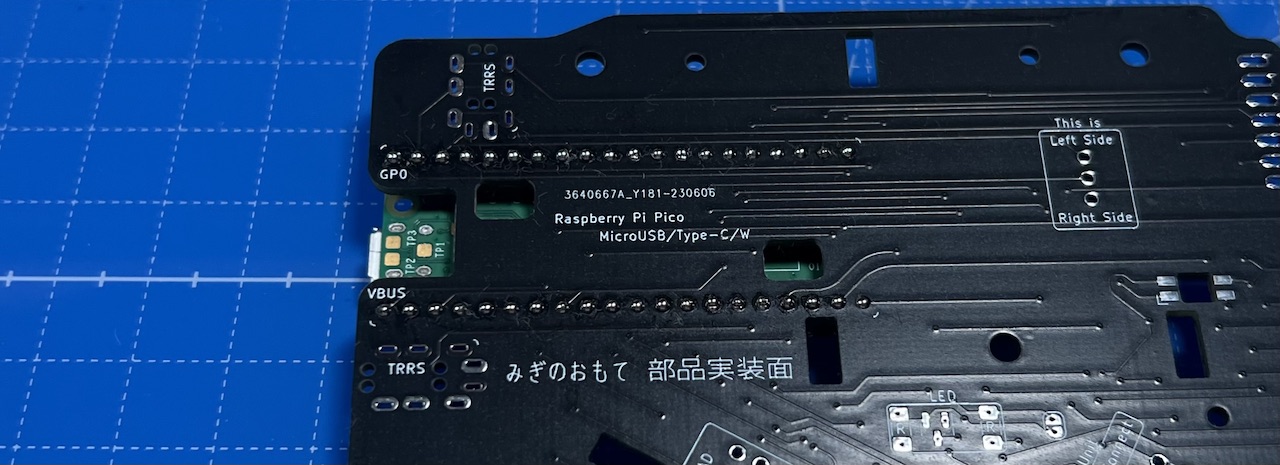 TRRS
This is
Left Side
GP0
3640667A_Y181-230606
Raspberry Pi Pico
MicroUSB/Type-C/W
Right Side
TP3
TP1
TP2
01
VBUS
TRRS
みぎのおもて 部品実装面
LED
R
R